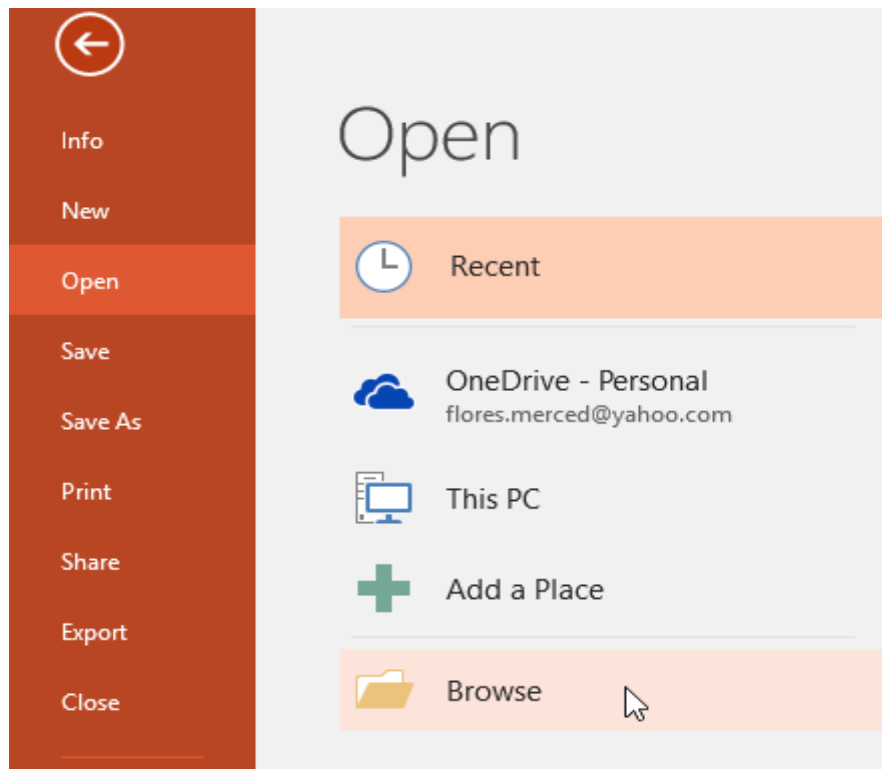 Info
New
Open
Save
Save As
Print
Share
Export
Close
Open
Recent
OneDrive - Personal
flores.merced@yahoo.com
This PC
Add a Place
Browse